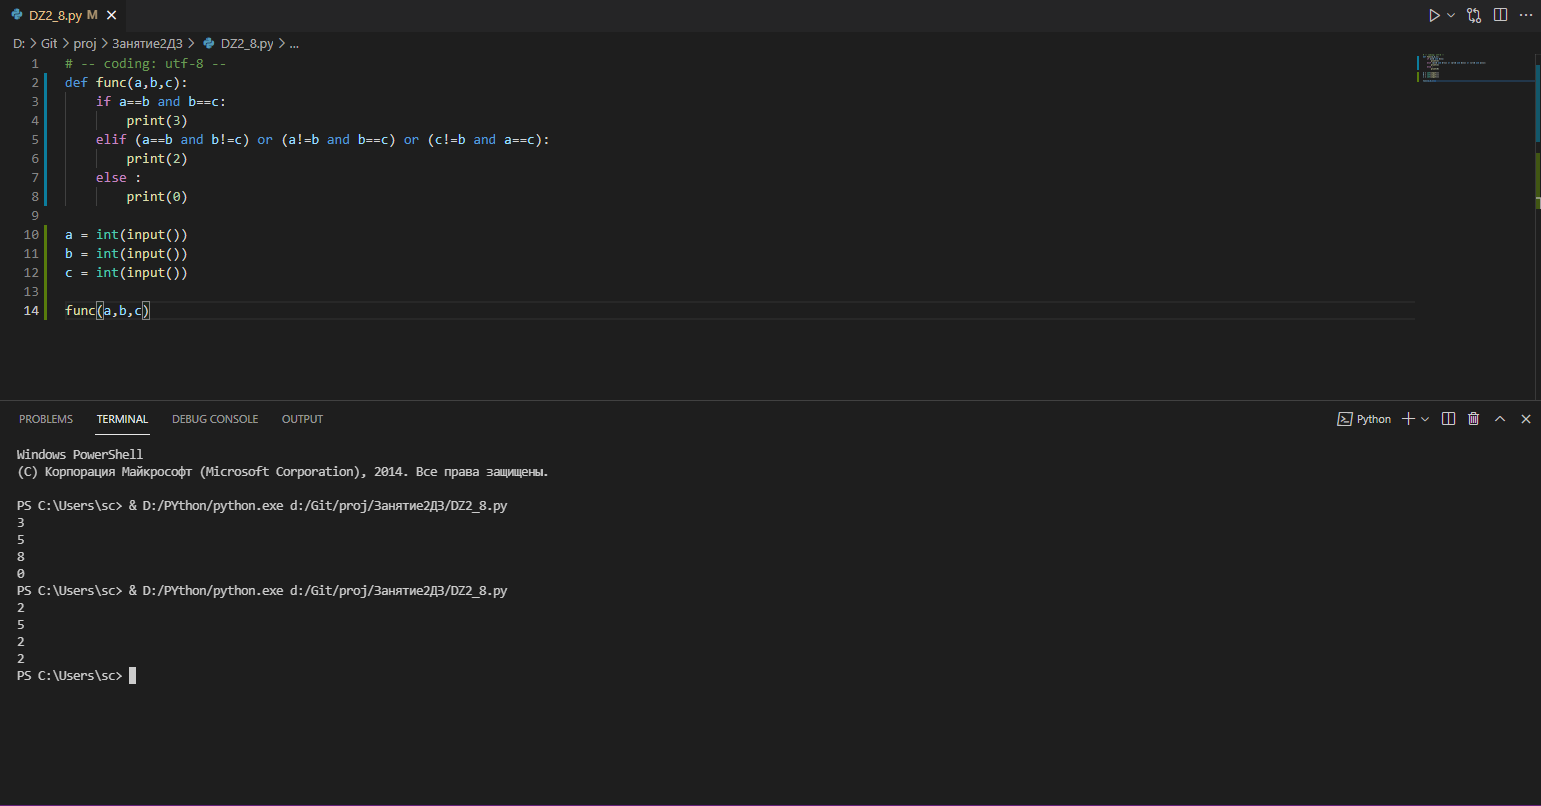 DZ2_8.py M
D: > Git > proj > Занятие2ДЗ > DZ2_8.py > ...
1 # -- coding: utf-8 --
2 def func(a,b,c):
3 if a==b and b==c:
4 print(3)
5 elif (a==b and b!=c) or (a!=b and b==c) or (c!=b and a==c):
6 print(2)
7 else :
8 print(0)
9
10 a = int(input())
11 b = int(input())
12 c = int(input())
13
14 func(a,b,c)
PROBLEMS TERMINAL DEBUG CONSOLE OUTPUT Python
Windows PowerShell
(C) Корпорация Майкрософт (Microsoft Corporation), 2014. Все права защищены.
PS C:\Users\sc> & D:/PYthon/python.exe d:/Git/proj/Занятие2ДЗ/DZ2_8.py
3
5
8
0
PS C:\Users\sc> & D:/PYthon/python.exe d:/Git/proj/Занятие2ДЗ/DZ2_8.py
2
5
2
2
PS C:\Users\sc>